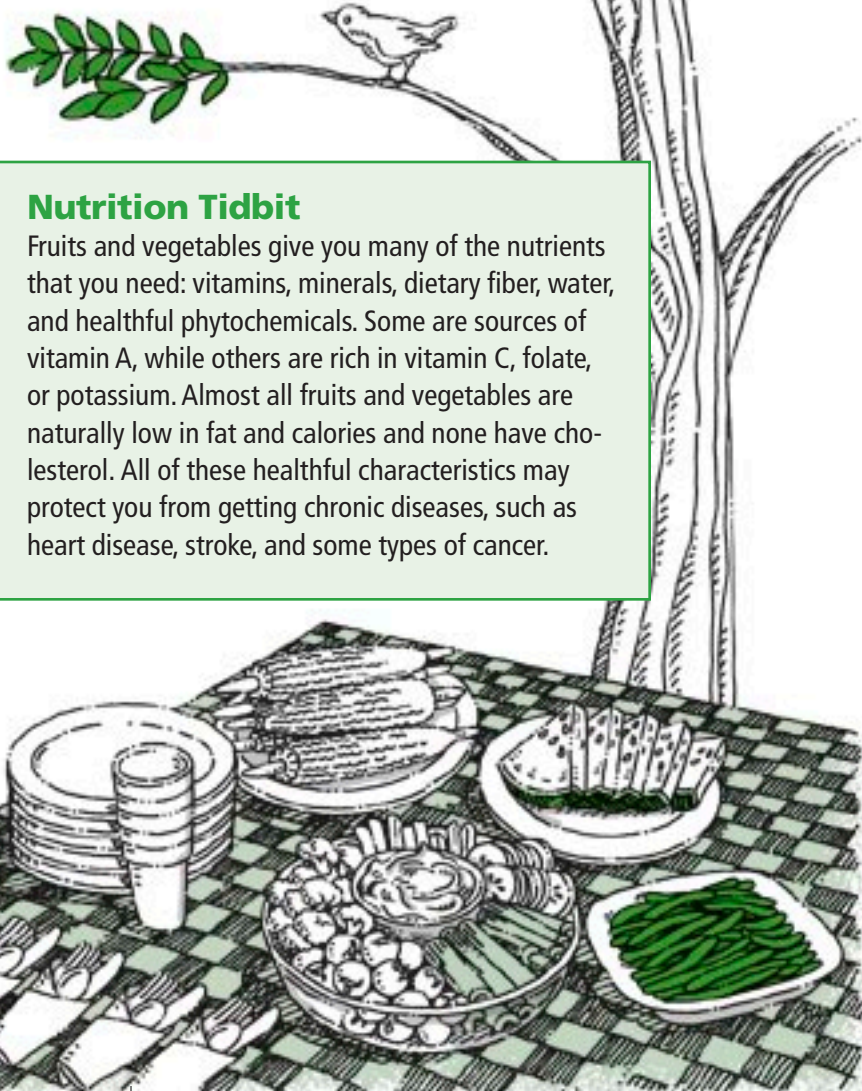 Nutrition Tidbit
Fruits and vegetables give you many of the nutrients
that you need: vitamins, minerals, dietary fiber, water,
and healthful phytochemicals. Some are sources of
vitamin A, while others are rich in vitamin C, folate,
or potassium. Almost all fruits and vegetables are
naturally low in fat and calories and none have cho-
lesterol. All of these healthful characteristics may
protect you from getting chronic diseases, such as
heart disease, stroke, and some types of cancer.